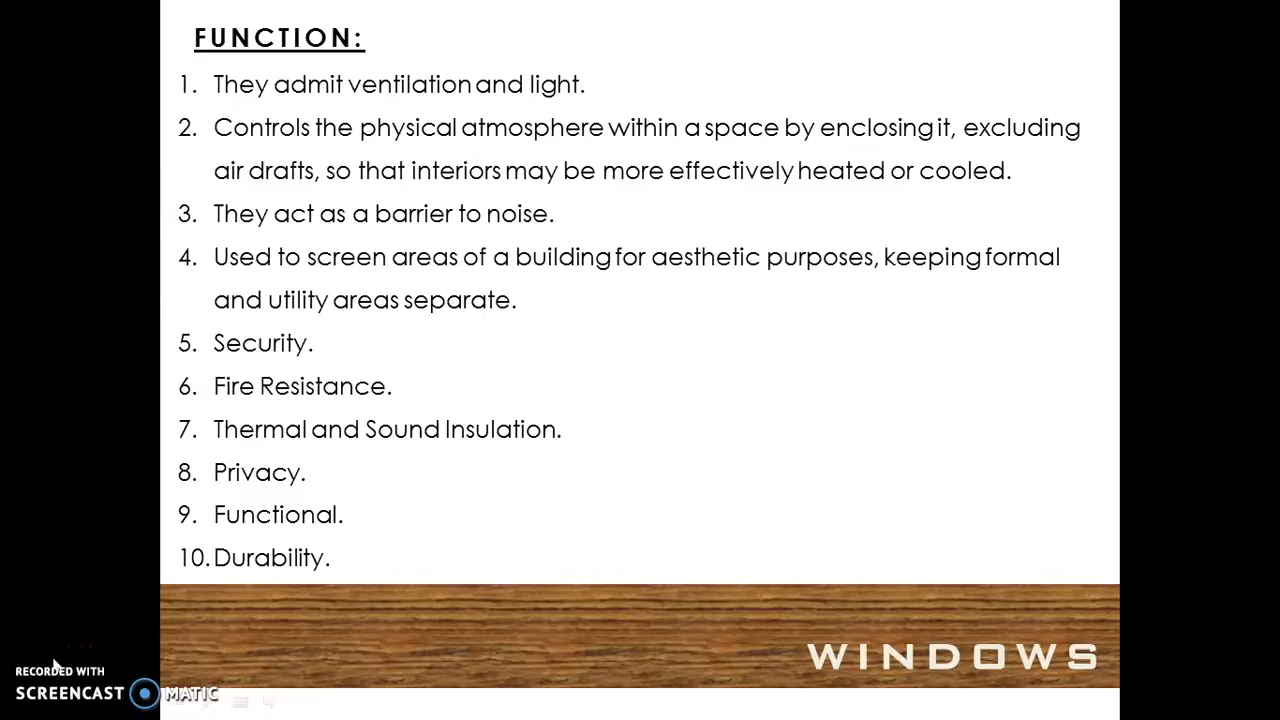 FUNCTION:
1. They admit ventilation and light.
2. Controls the physical atmosphere within a space by enclosing it, excluding
air drafts, so that interiors may be more effectively heated or cooled.
3. They act as a barrier to noise.
4. Used to screen areas of a building for aesthetic purposes, keeping formal
and utility areas separate.
5. Security.
6. Fire Resistance.
7. Thermal and Sound Insulation.
8. Privacy.
9. Functional.
10. Durability.
WINDOWS
RECORDED WITH
SCREENCAST MATIC